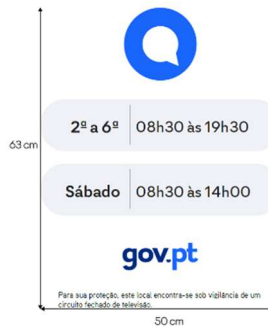 2ª a 6ª 08h30 às 19h30
63 cm
Sábado 08h30 às 14h00
gov.pt
Para sua proteção, este local encontra-se sob vigilância de um
circuito fechado de televisão.
50 cm